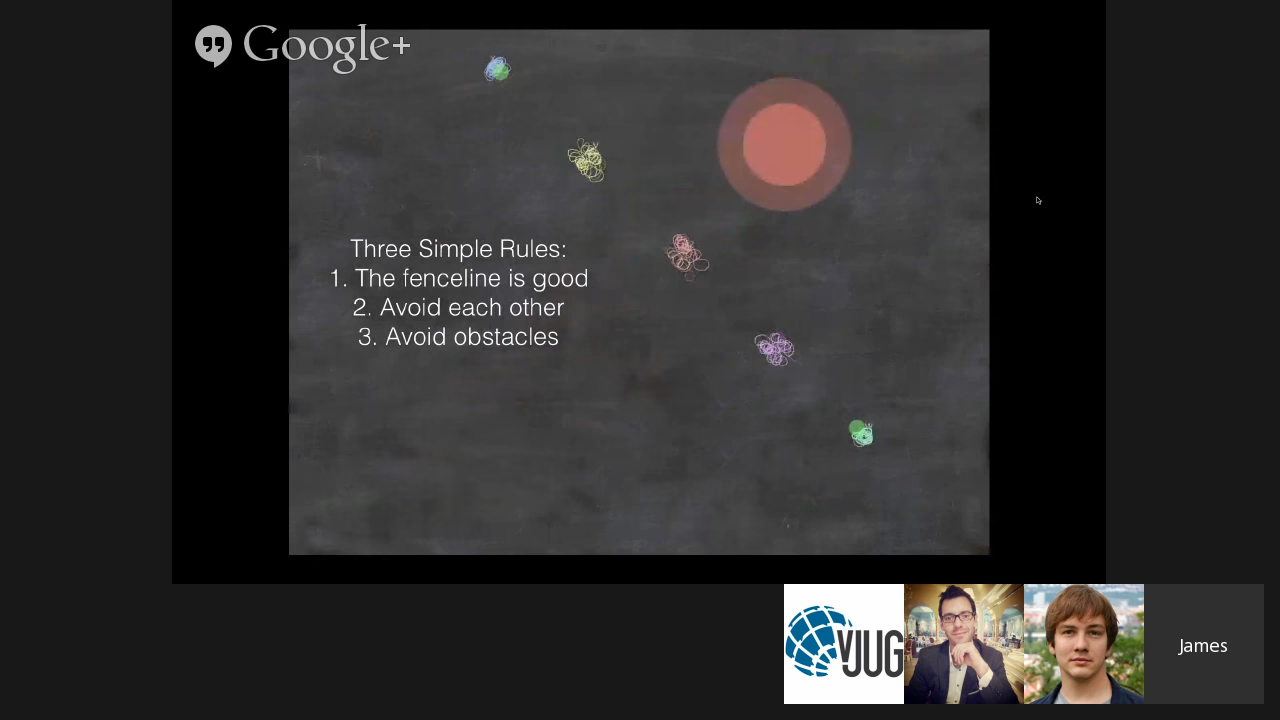 Google+
Three Simple Rules:
1. The fenceline is good
2. Avoid each other
3. Avoid obstacles
vJUG
James